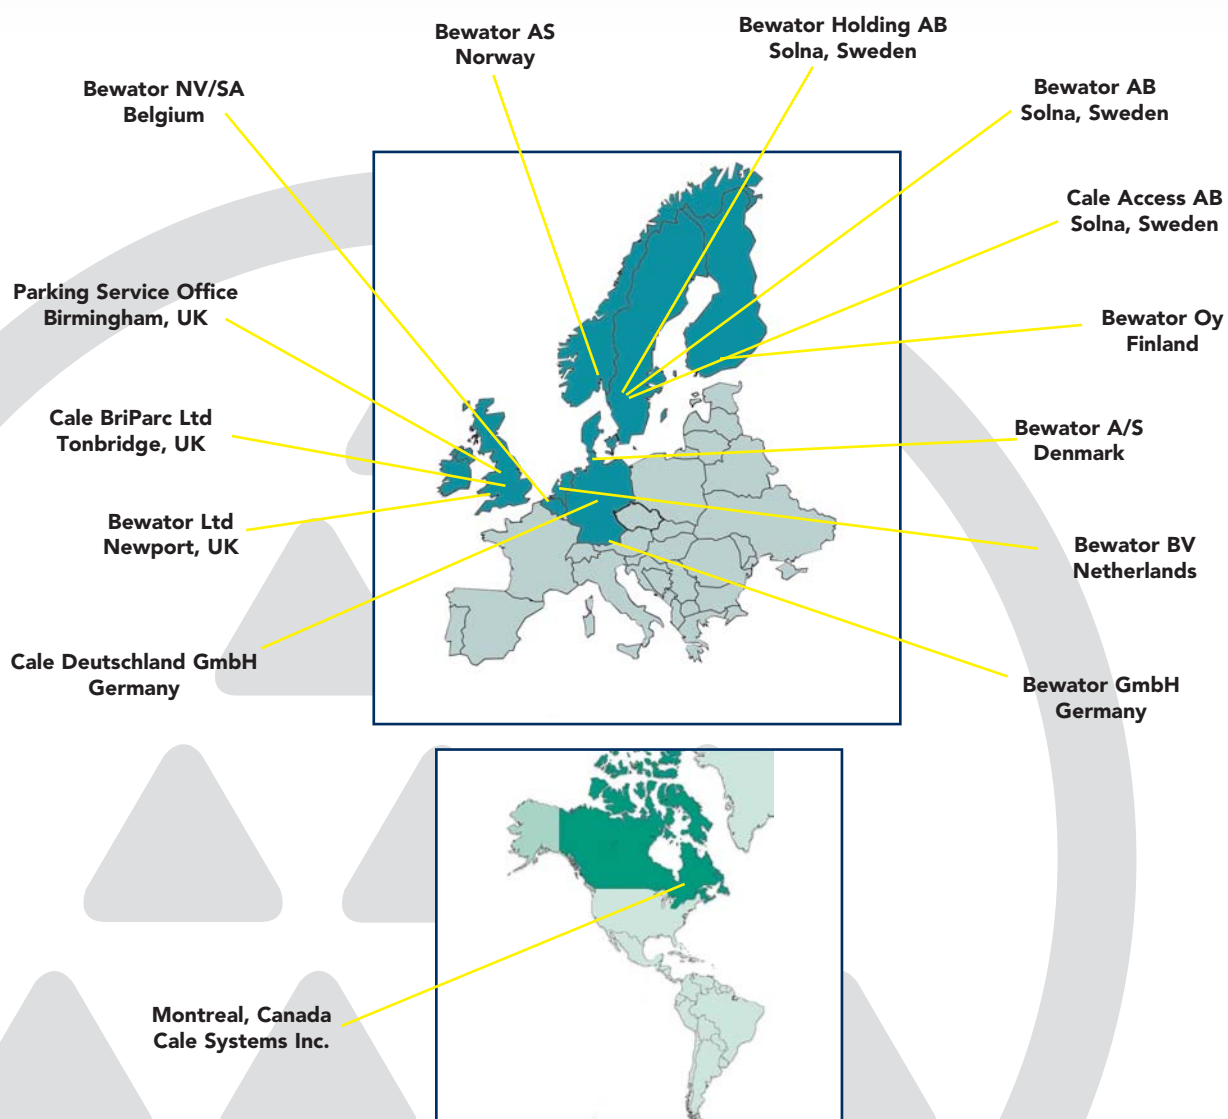 Bewator AS
Norway
Bewator Holding AB
Solna, Sweden
Bewator NV/SA
Belgium
Bewator AB
Solna, Sweden
Cale Access AB
Solna, Sweden
Parking Service Office
Birmingham, UK
Bewator Oy
Finland
Cale BriParc Ltd
Tonbridge, UK
Bewator A/S
Denmark
Bewator Ltd
Newport, UK
Bewator BV
Netherlands
Cale Deutschland GmbH
Germany
Bewator GmbH
Germany
Montreal, Canada
Cale Systems Inc.